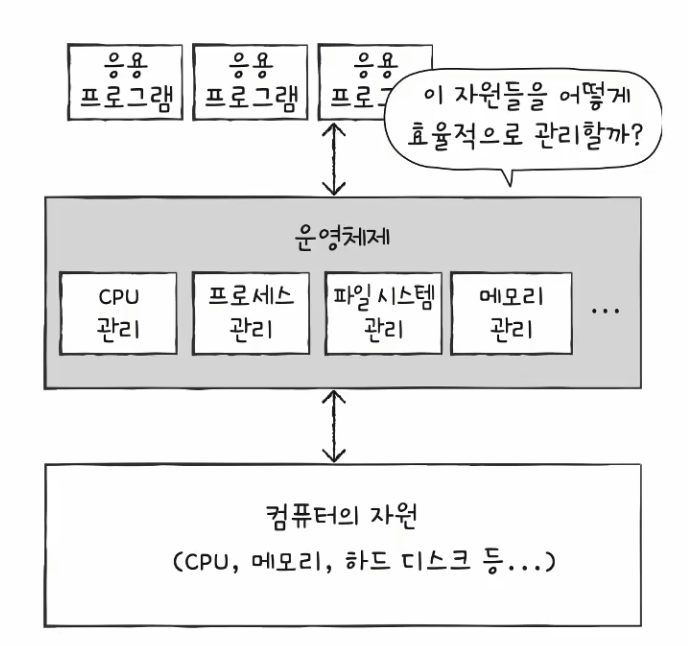 응용
프로그램
응용
프로그램
응용
프로그
이 자원들을 어떻게
효율적으로 관리할까?
운영체제
CPU
관리
프로세스
관리
파일 시스템
관리
메모리
관리
...
컴퓨터의 자원
(CPU, 메모리, 하드 디스크 등...)